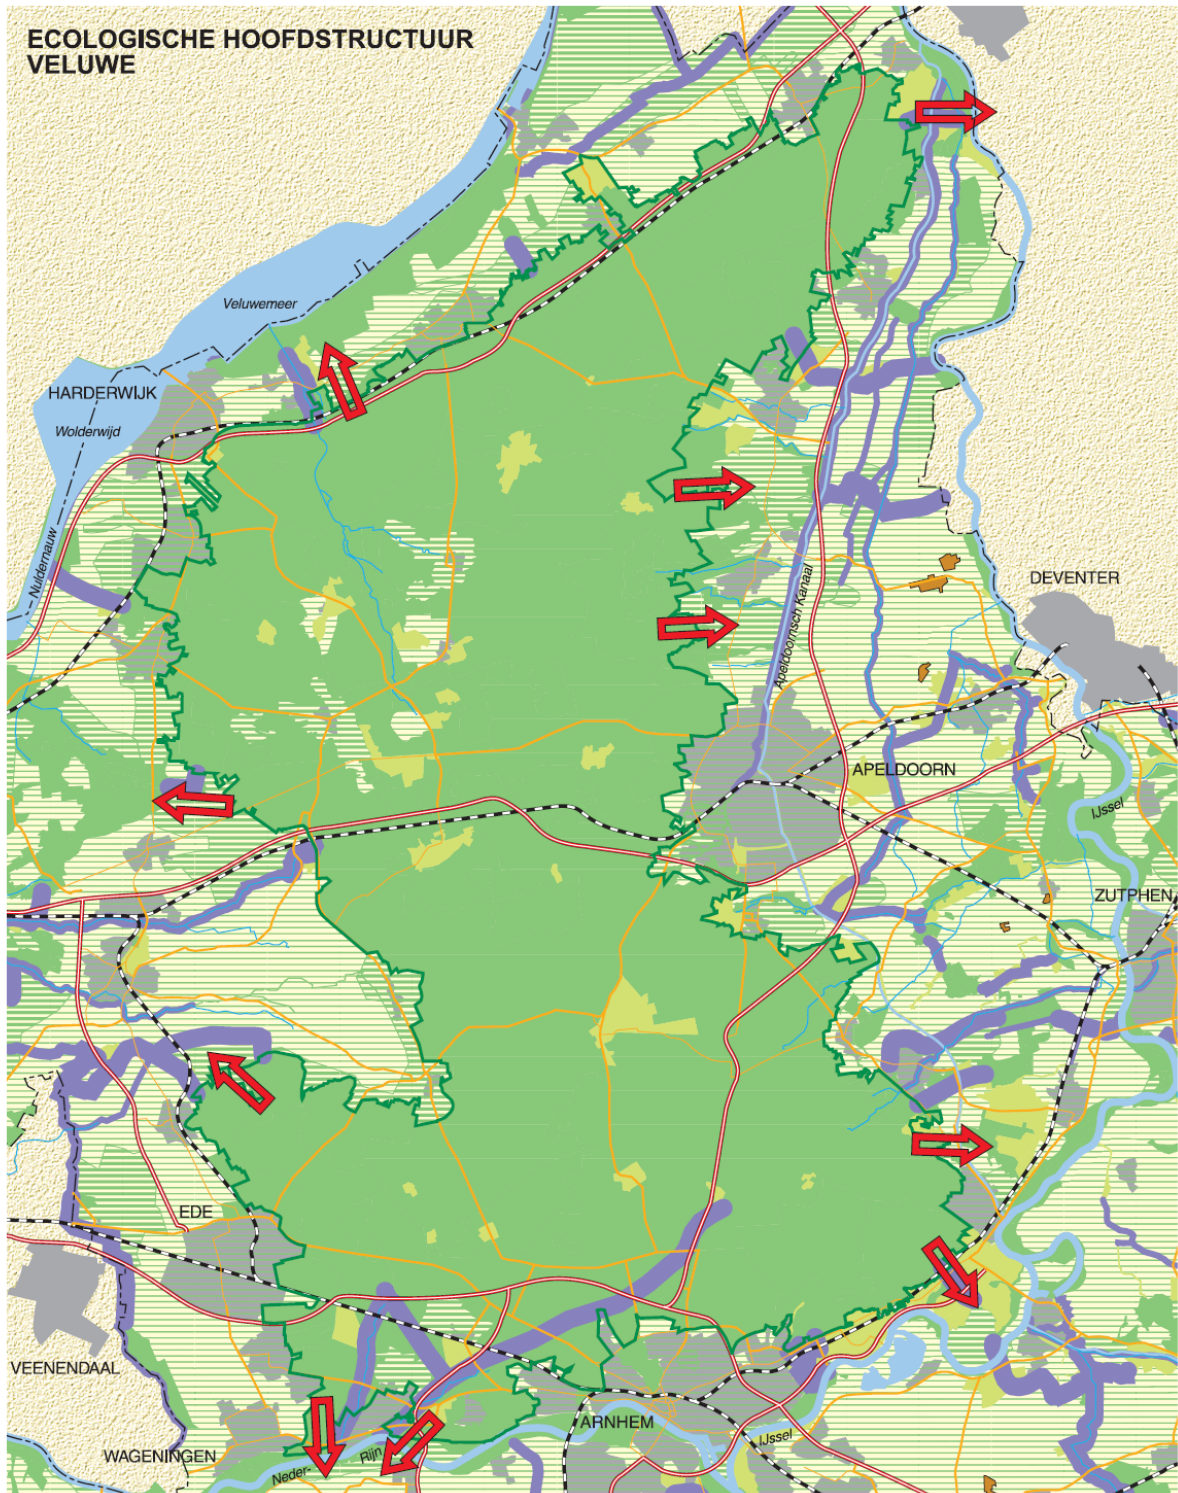 ECOLOGISCHE HOOFDSTRUCTUUR
VELUWE
Veluwemeer
HARDERWIJK
Wolderwijd
Nuldernauw
Apeldoornsch Kanaal
DEVENTER
APELDOORN
IJssel
ZUTPHEN
EDE
VEENENDAAL
ARNHEM
IJssel
WAGENINGEN
Neder-
Rijn